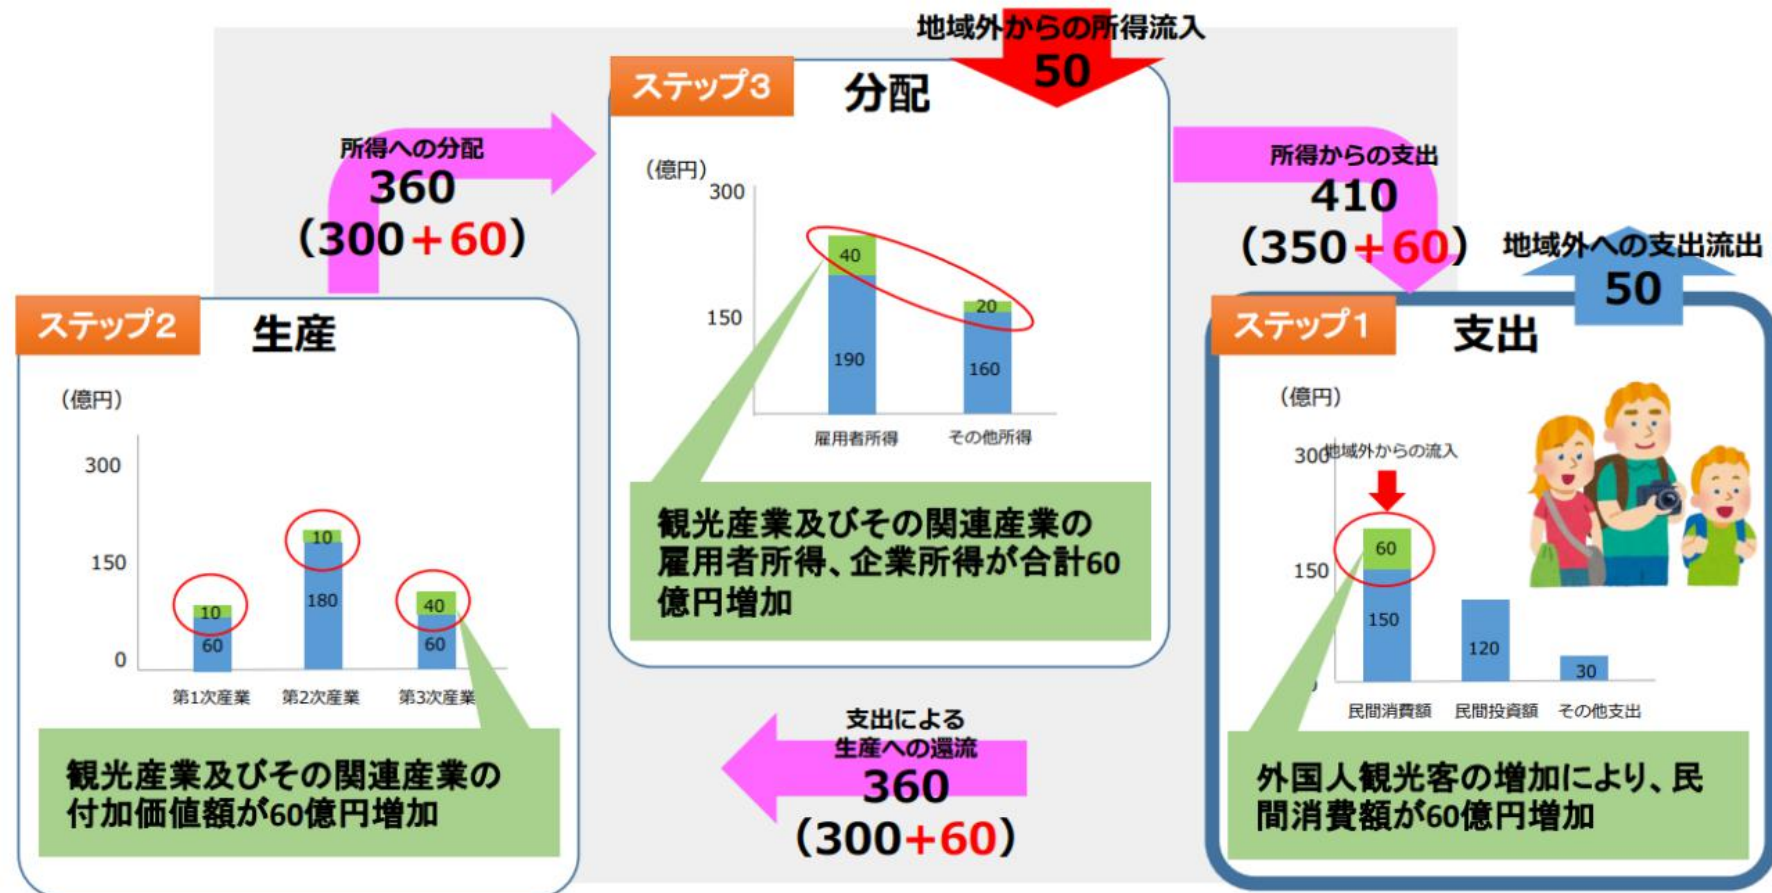 地域外からの所得流入
50
ステップ3
分配
所得への分配
360
（300＋60）
（億円）
300
150
40
190
20
160
雇用者所得
その他所得
観光産業及びその関連産業の
雇用者所得、企業所得が合計60
億円増加
所得からの支出
410
（350＋60）
地域外への支出流出
50
ステップ2
生産
（億円）
300
150
0
10
60
10
180
40
60
第1次産業
第2次産業
第3次産業
観光産業及びその関連産業の
付加価値額が60億円増加
支出による
生産への還流
360
（300＋60）
ステップ1
支出
（億円）
300
地域外からの流入
150
60
150
120
30
民間消費額
民間投資額
その他支出
外国人観光客の増加により、民
間消費額が60億円増加